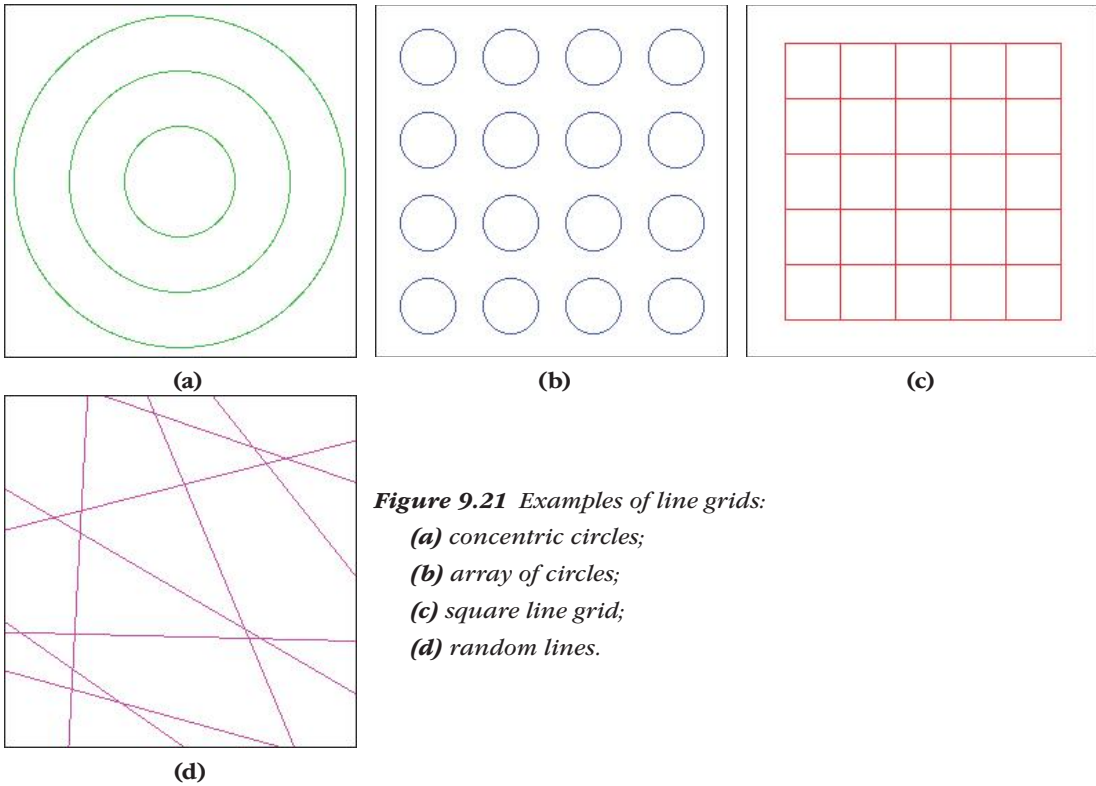 (a)
(b)
(c)
Figure 9.21 Examples of line grids:
(a) concentric circles;
(b) array of circles;
(c) square line grid;
(d) random lines.
(d)